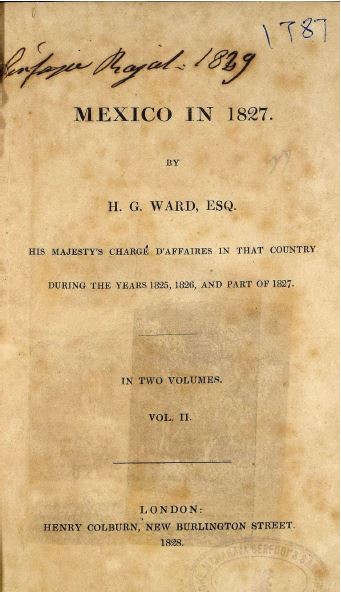 1787
1839
MEXICO IN 1827.
BY
H. G. WARD, ESQ.
HIS MAJESTY'S CHARGÉ D'AFFAIRES IN THAT COUNTRY
DURING THE YEARS 1825, 1826, AND PART OF 1827.
IN TWO VOLUMES.
VOL. II.
LONDON:
HENRY COLBURN, NEW BURLINGTON STREET.
1828.